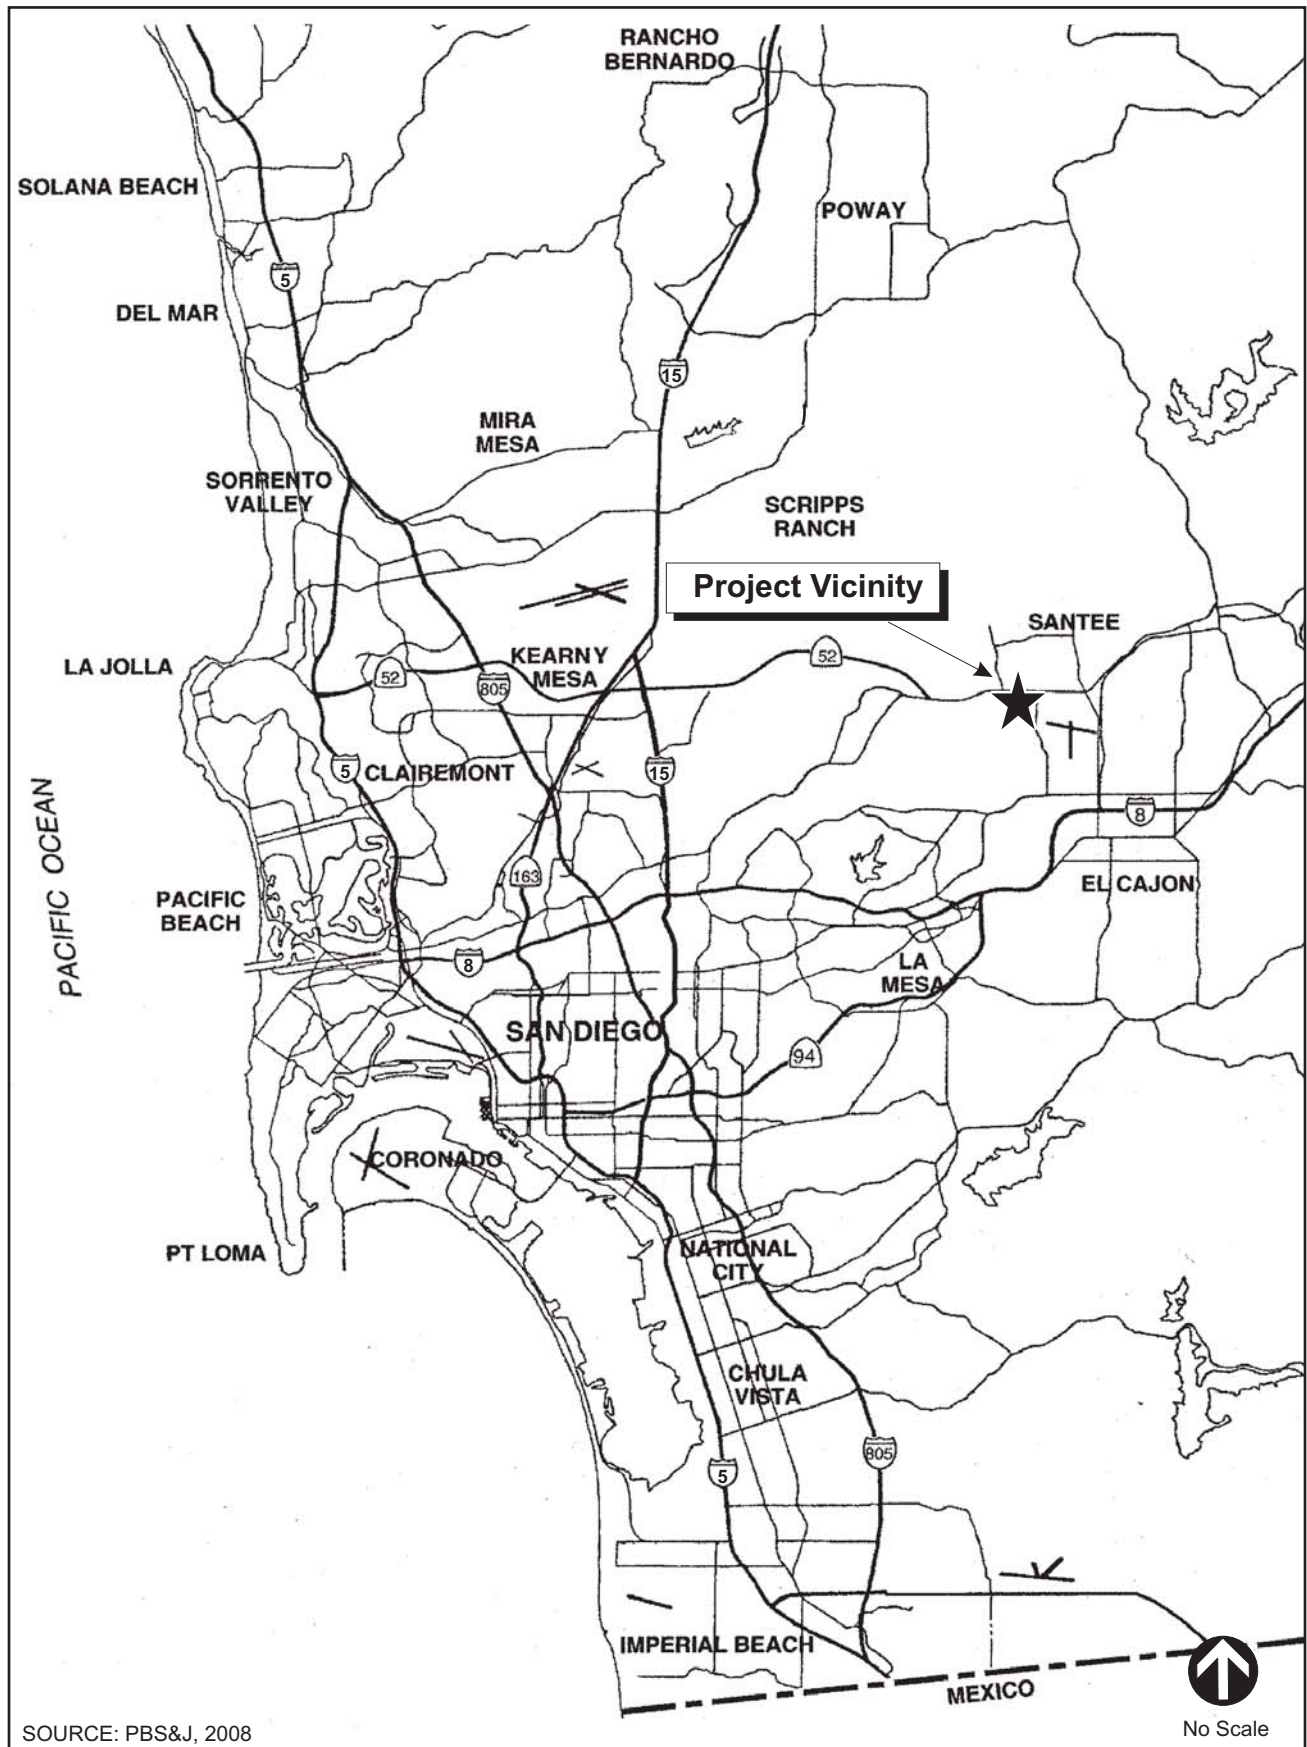 RANCHO
BERNARDO
SOLANA BEACH
POWAY
5
DEL MAR
15
MIRA
MESA
SORRENTO
VALLEY
SCRIPPS
RANCH
Project Vicinity
SANTEE
LA JOLLA
KEARNY
MESA
52
52
805
5
CLAIREMONT
15
8
PACIFIC OCEAN
163
EL CAJON
PACIFIC
BEACH
8
LA
MESA
SAN DIEGO
94
CORONADO
PT LOMA
NATIONAL
CITY
CHULA
VISTA
805
5
IMPERIAL BEACH
MEXICO
SOURCE: PBS&J, 2008
No Scale